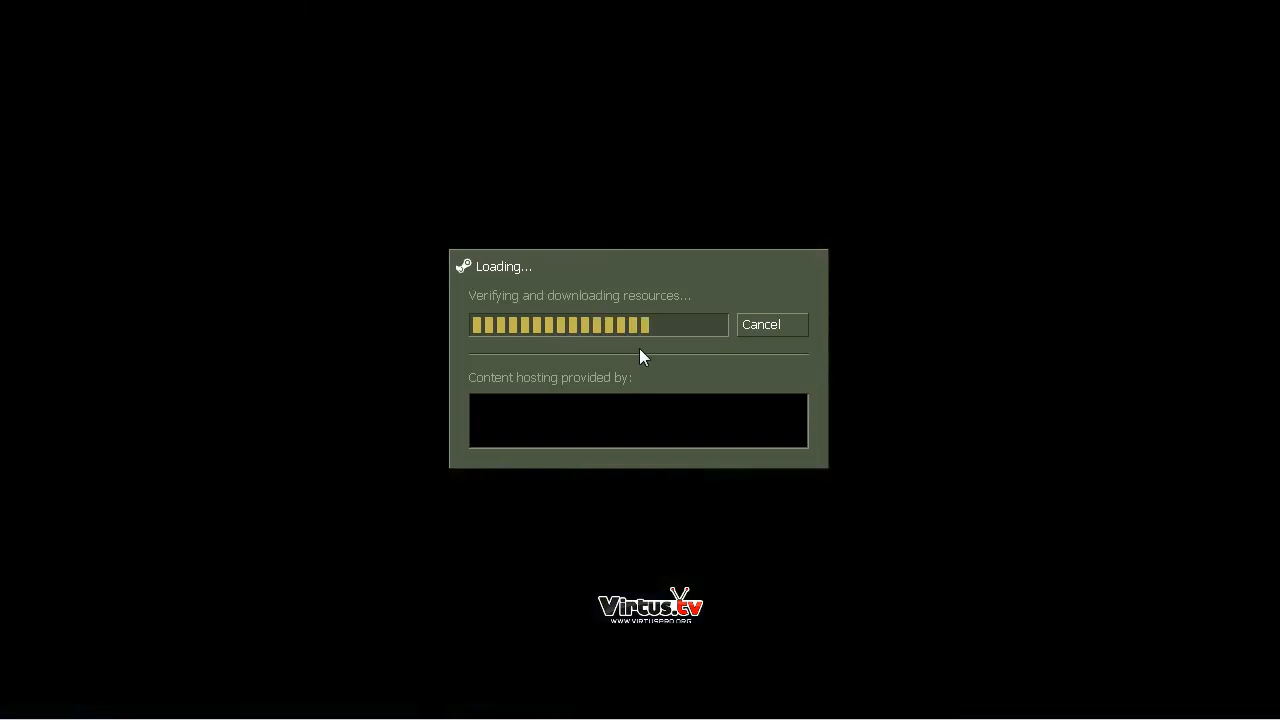 Loading...
Verifying and downloading resources...
Cancel
Content hosting provided by:
Virtus.tv
WWW.VIRTUSPRO.ORG